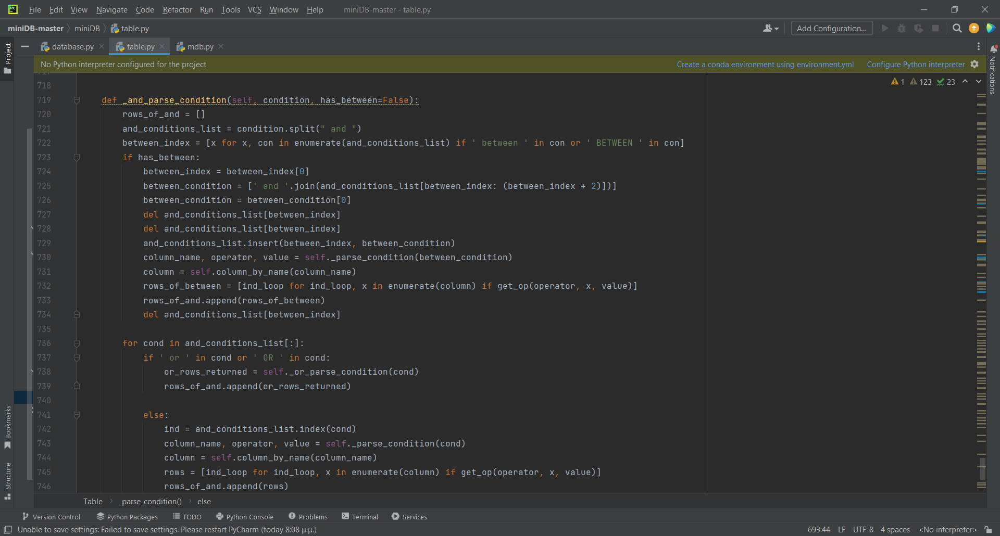 PC
File Edit View Navigate Code Refactor Run Tools VCS Window Help miniDB-master - table.py
miniDB-master miniDB table.py Add Configuration...
Project database.py table.py mdb.py Notifications
No Python interpreter configured for the project Create a conda environment using environment.yml Configure Python interpreter
1 123 23
718
719 def _and_parse_condition(self, condition, has_between=False):
720 rows_of_and = []
721 and_conditions_list = condition.split(" and ")
722 between_index = [x for x, con in enumerate(and_conditions_list) if ' between ' in con or ' BETWEEN ' in con]
723 if has_between:
724 between_index = between_index[0]
725 between_condition = [' and '.join(and_conditions_list[between_index: (between_index + 2)])]
726 between_condition = between_condition[0]
727 del and_conditions_list[between_index]
728 del and_conditions_list[between_index]
729 and_conditions_list.insert(between_index, between_condition)
730 column_name, operator, value = self._parse_condition(between_condition)
731 column = self.column_by_name(column_name)
732 rows_of_between = [ind_loop for ind_loop, x in enumerate(column) if get_op(operator, x, value)]
733 rows_of_and.append(rows_of_between)
734 del and_conditions_list[between_index]
735
736 for cond in and_conditions_list[:]:
737 if ' or ' in cond or ' OR ' in cond:
738 or_rows_returned = self._or_parse_condition(cond)
739 rows_of_and.append(or_rows_returned)
740
741 else:
742 ind = and_conditions_list.index(cond)
743 column_name, operator, value = self._parse_condition(cond)
744 column = self.column_by_name(column_name)
745 rows = [ind_loop for ind_loop, x in enumerate(column) if get_op(operator, x, value)]
746 rows_of_and.append(rows)
Bookmarks
Structure
Table _parse_condition() else
Version Control Python Packages TODO Python Console Problems Terminal Services
Unable to save settings: Failed to save settings. Please restart PyCharm (today 8:08 μ.μ.) 693:44 LF UTF-8 4 spaces <No interpreter>